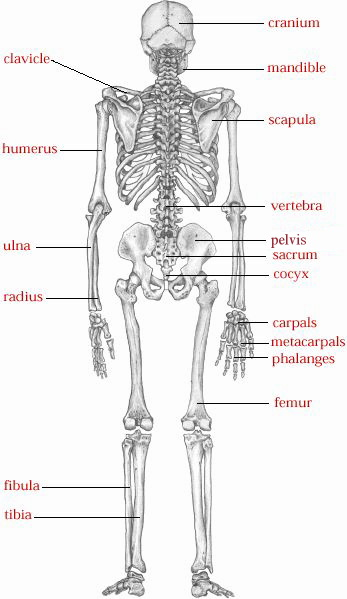 cranium
clavicle
mandible
scapula
humerus
vertebra
pelvis
ulna
sacrum
cocyx
radius
carpals
metacarpals
phalanges
femur
fibula
tibia